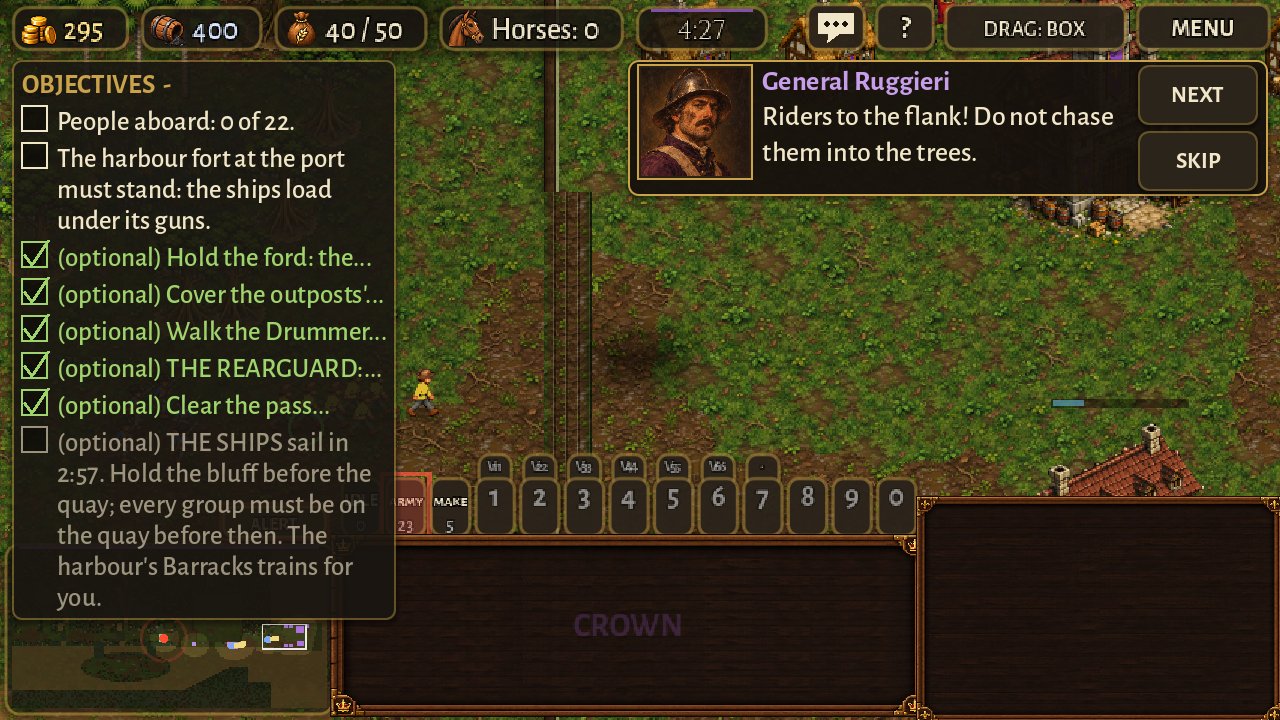 295
400
40 / 50
Horses: 0
4:27
?
DRAG: BOX
MENU
OBJECTIVES -
People aboard: 0 of 22.
The harbour fort at the port
must stand: the ships load
under its guns.
(optional) Hold the ford: the...
(optional) Cover the outposts'...
(optional) Walk the Drummer...
(optional) THE REARGUARD:...
(optional) Clear the pass...
(optional) THE SHIPS sail in
2:57. Hold the bluff before the
quay; every group must be on
the quay before then. The
harbour's Barracks trains for
you.
General Ruggieri
Riders to the flank! Do not chase
them into the trees.
NEXT
SKIP
ARMY
23
MAKE
5
1
2
3
4
5
6
7
8
9
0
CROWN